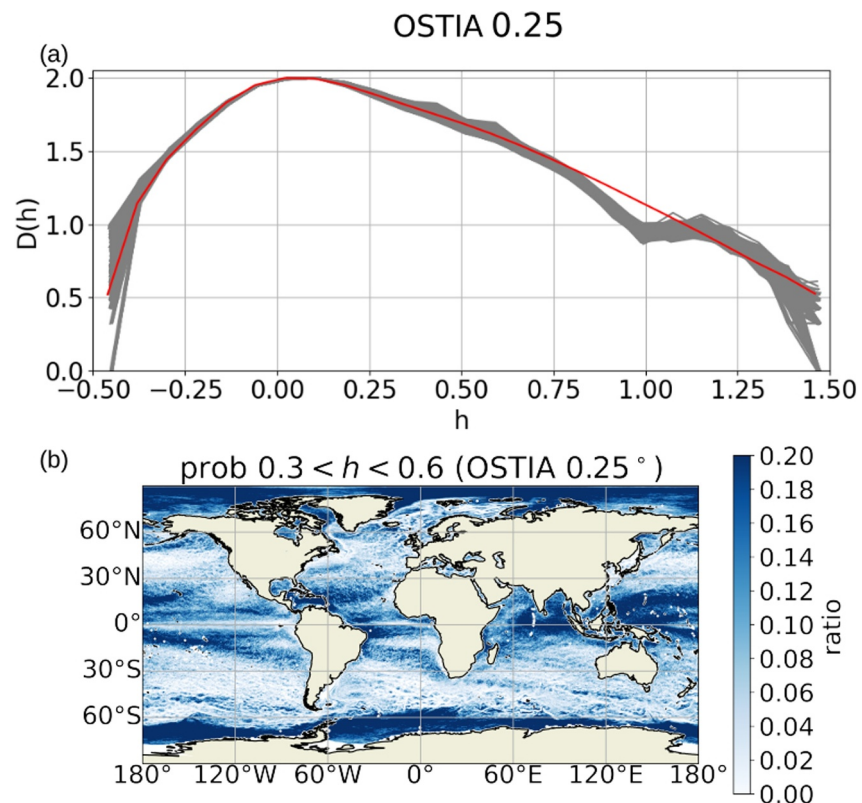 OSTIA 0.25
(a)
2.0
1.5
1.0
0.5
0.0
D(h)
−0.50 −0.25 0.00 0.25 0.50 0.75 1.00 1.25 1.50
h
(b)
prob 0.3 < h < 0.6 (OSTIA 0.25°)
60°N
30°N
0°
30°S
60°S
180° 120°W 60°W 0° 60°E 120°E 180°
0.20
0.18
0.16
0.14
0.12
0.10
0.08
0.06
0.04
0.02
0.00
ratio